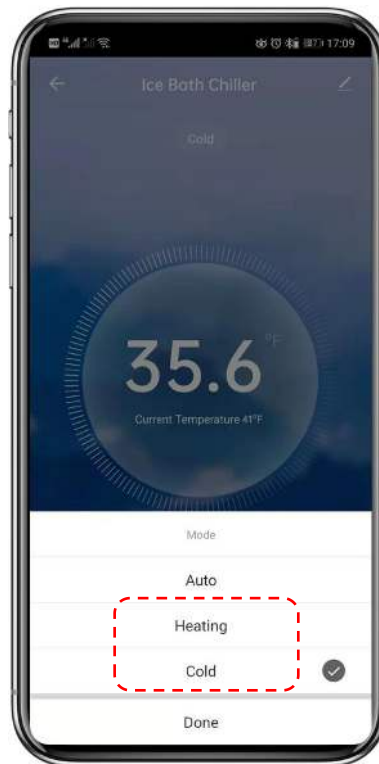 17:09
Ice Bath Chiller
Cold
35.6 °F
Current Temperature 41°F
Mode
Auto
Heating
Cold
Done